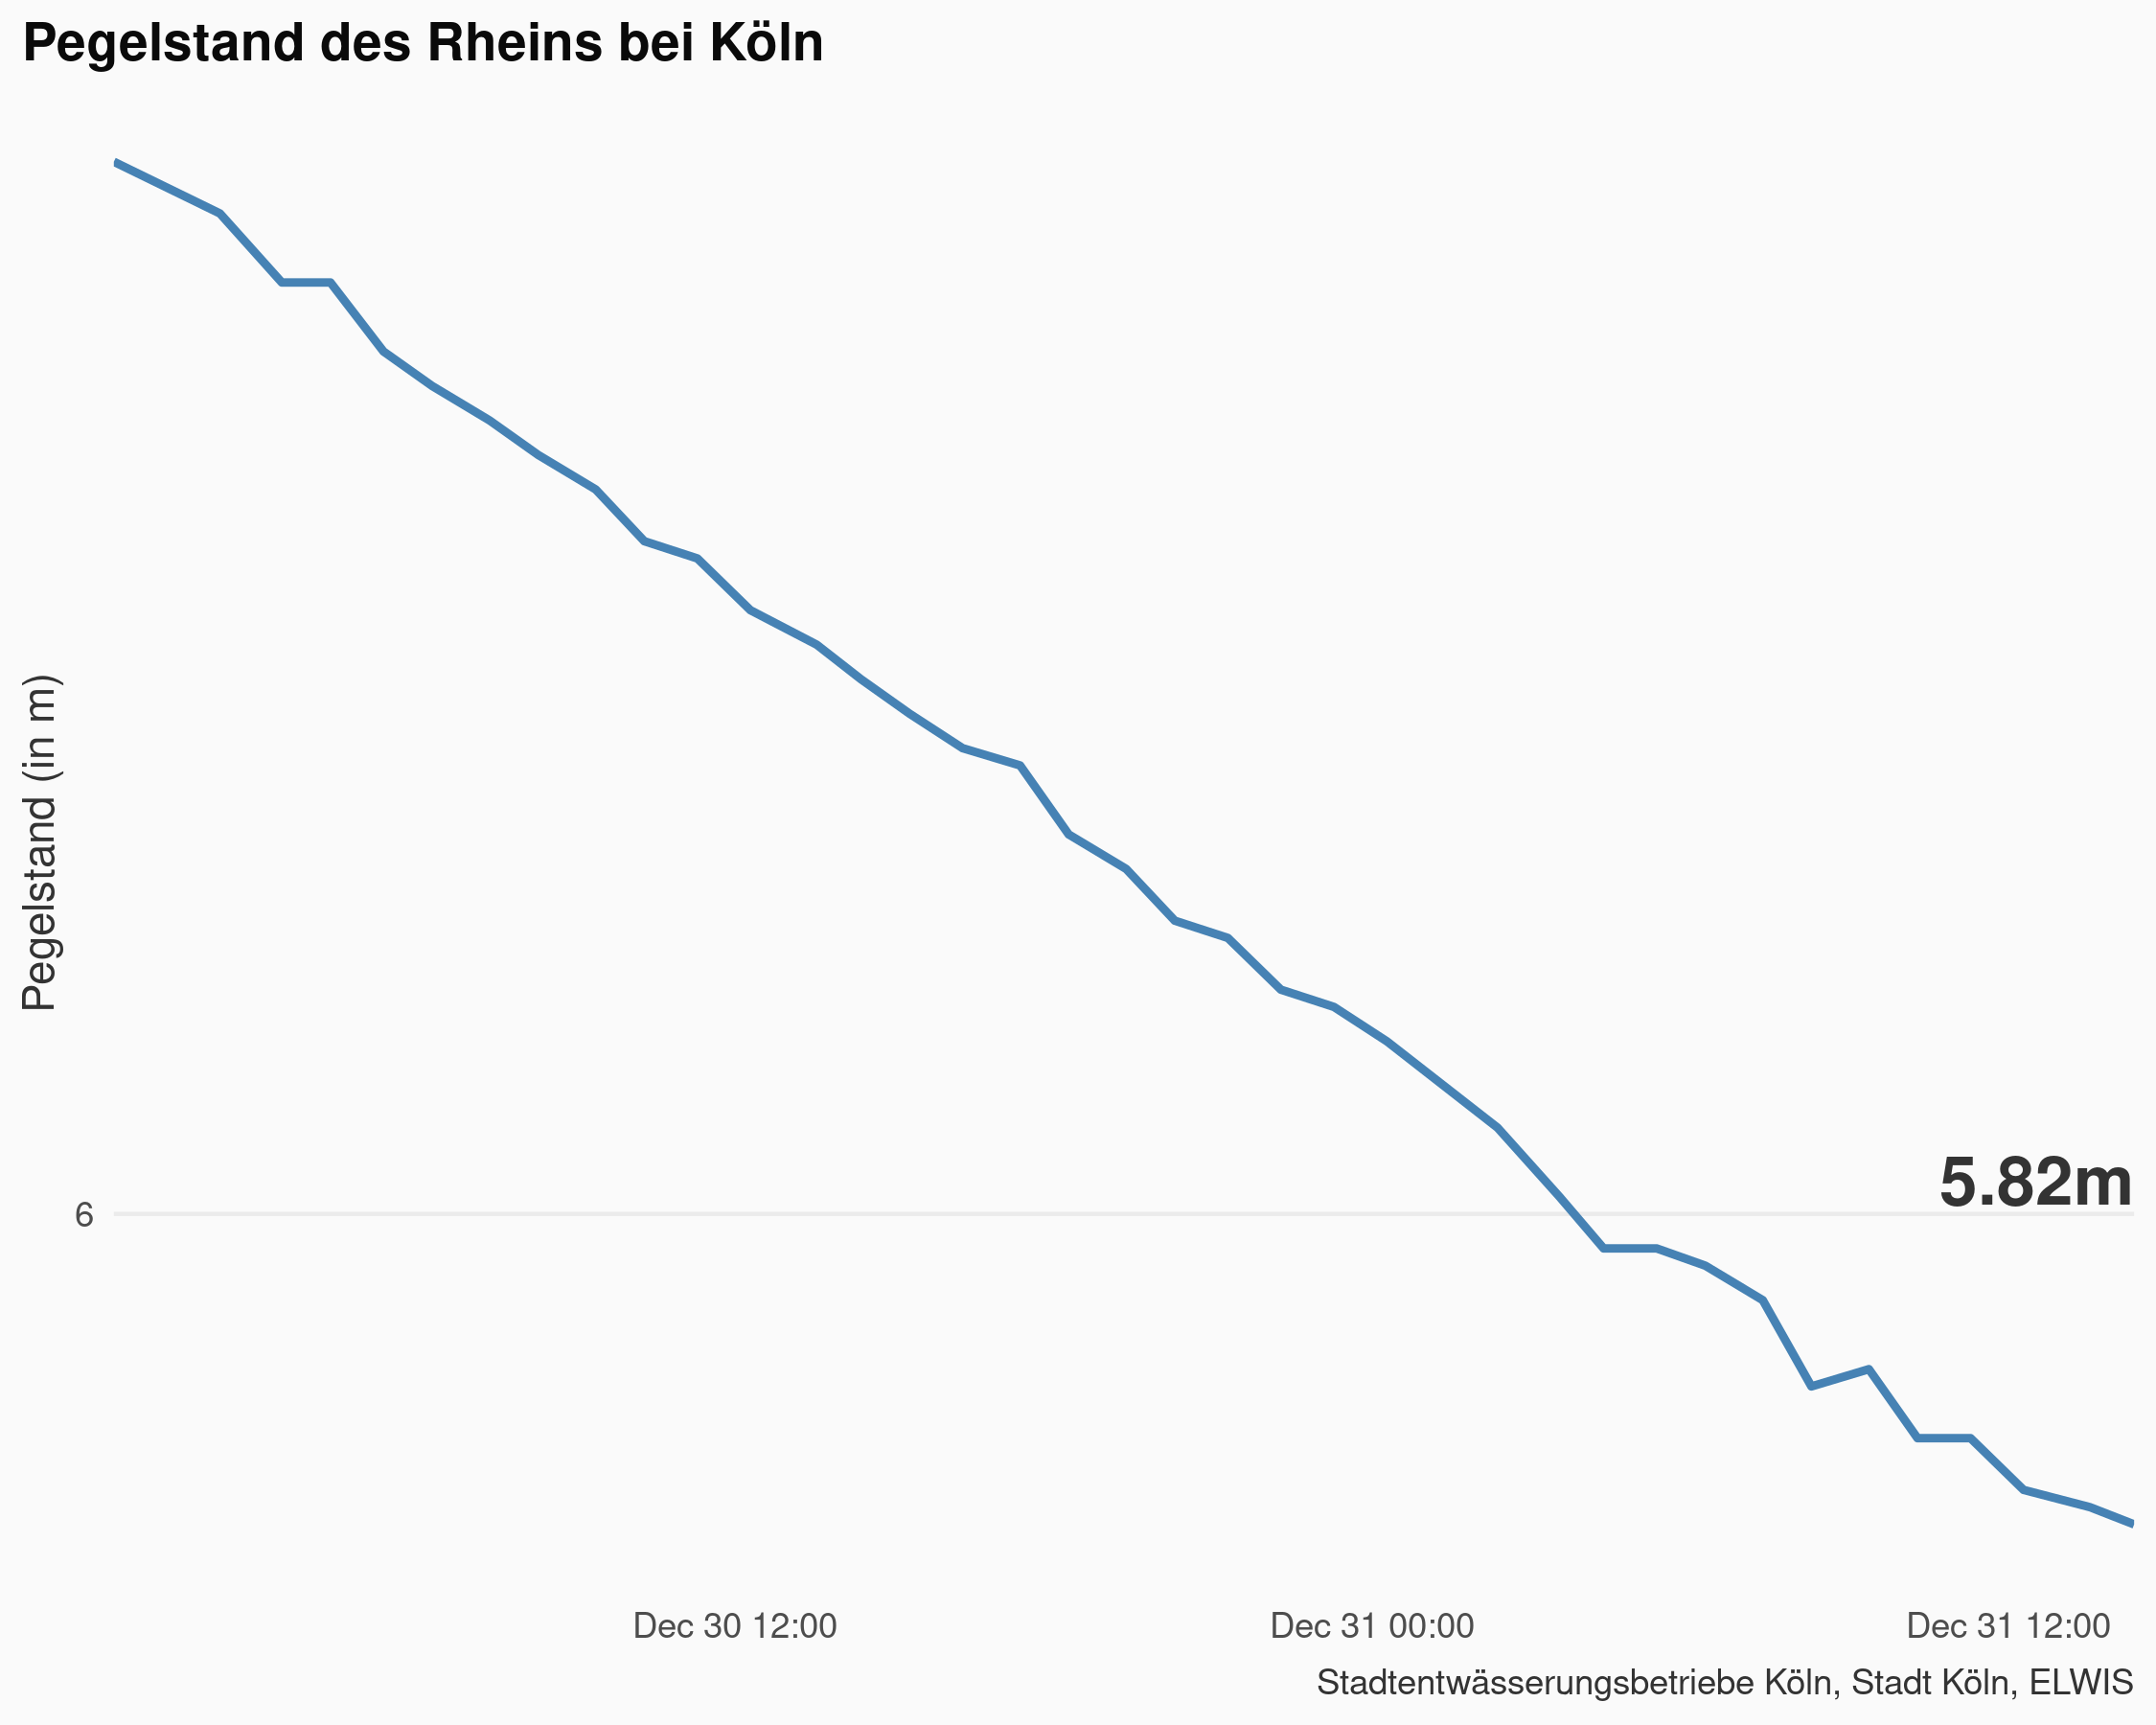 Pegelstand des Rheins bei Köln
Pegelstand (in m)
5.82m
6
Dec 30 12:00
Dec 31 00:00
Dec 31 12:00
Stadtentwässerungsbetriebe Köln, Stadt Köln, ELWIS